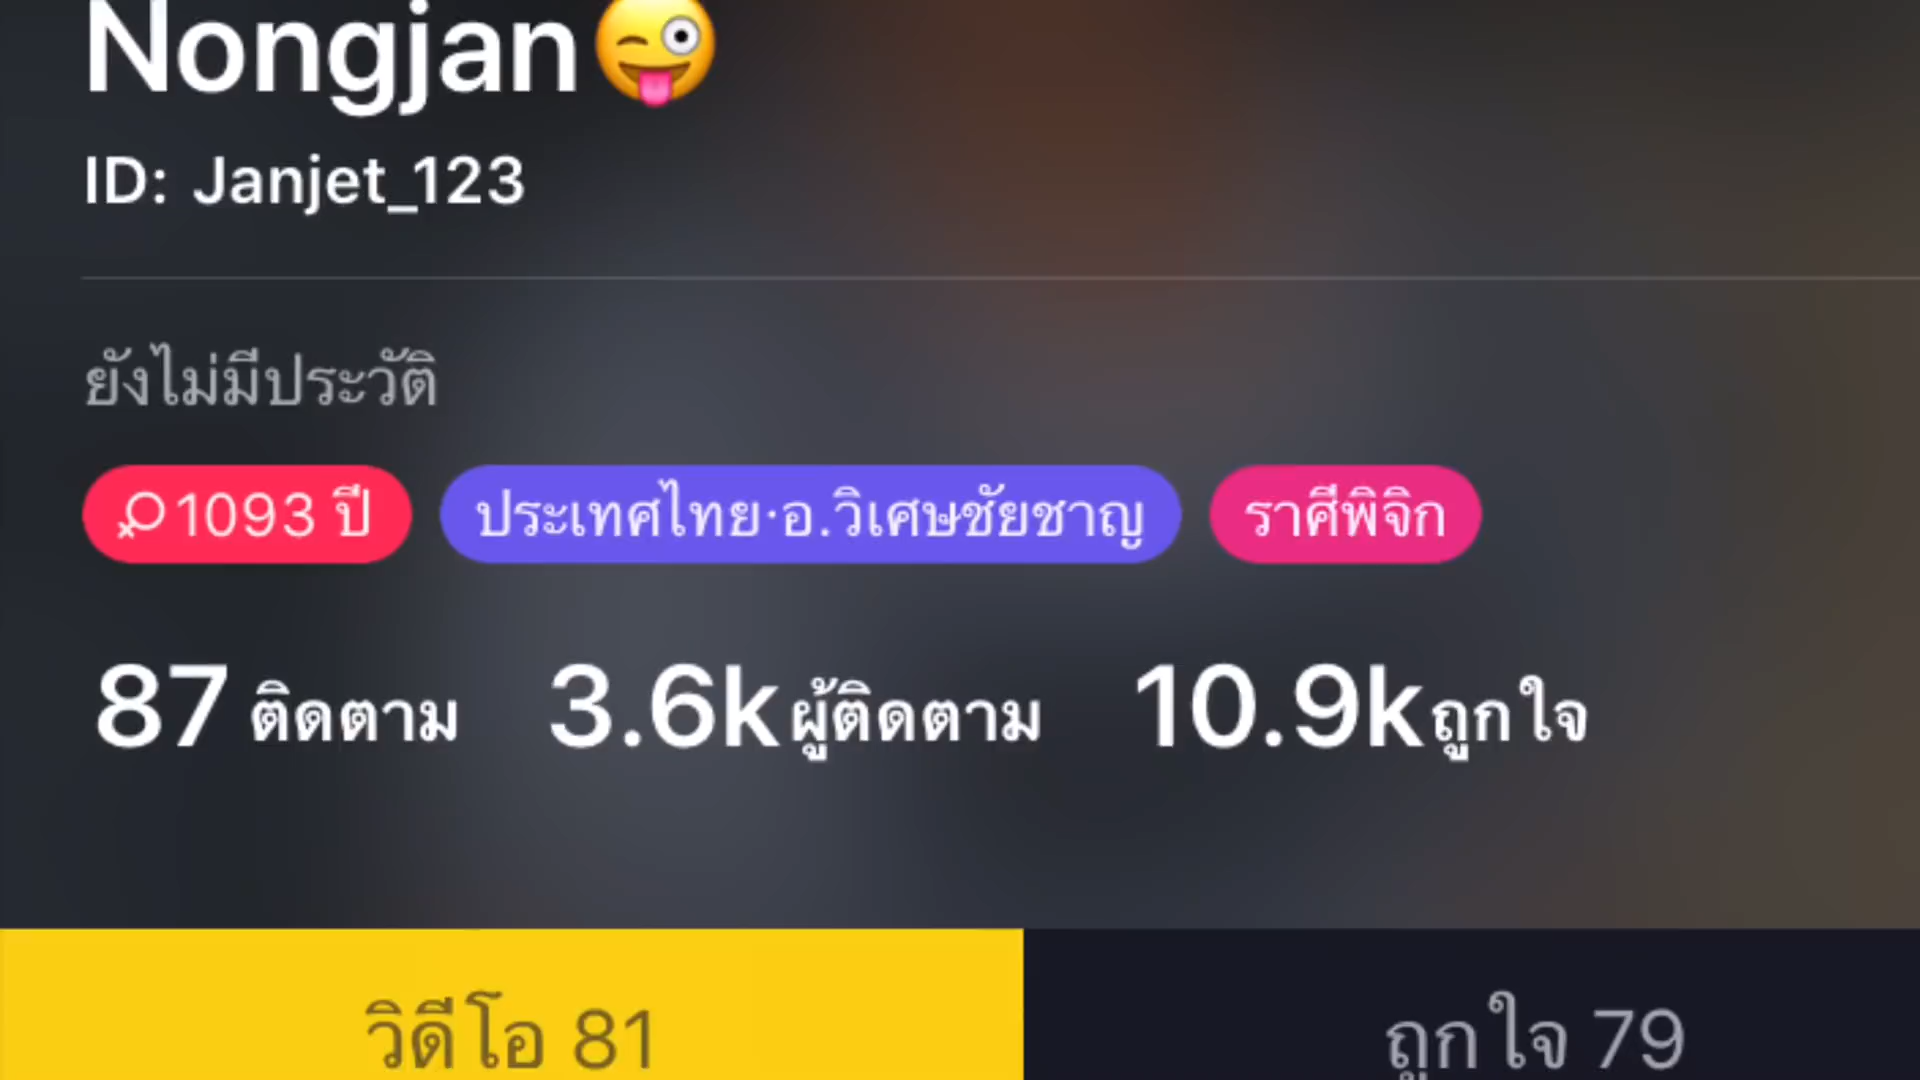 Nongjan😜
ID: Janjet_123
ยังไม่มีประวัติ
1093 ปี ประเทศไทย·อ.วิเศษชัยชาญ ราศีพิจิก
87 ติดตาม 3.6k ผู้ติดตาม 10.9k ถูกใจ
วิดีโอ 81 ถูกใจ 79